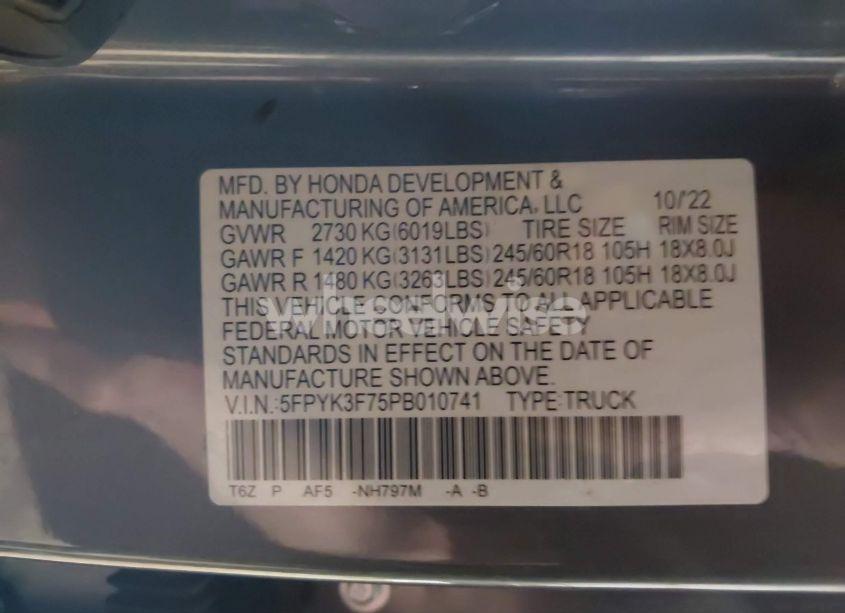 MFD. BY HONDA DEVELOPMENT &
MANUFACTURING OF AMERICA, LLC 10/'22
GVWR 2730 KG(6019LBS) TIRE SIZE RIM SIZE
GAWR F 1420 KG(3131LBS) 245/60R18 105H 18X8.0J
GAWR R 1480 KG(3263LBS) 245/60R18 105H 18X8.0J
THIS VEHICLE CONFORMS TO ALL APPLICABLE
FEDERAL MOTOR VEHICLE SAFETY
STANDARDS IN EFFECT ON THE DATE OF
MANUFACTURE SHOWN ABOVE.
V.I.N.:5FPYK3F75PB010741 TYPE:TRUCK
T6Z P AF5 -NH797M -A -B
wheelwise